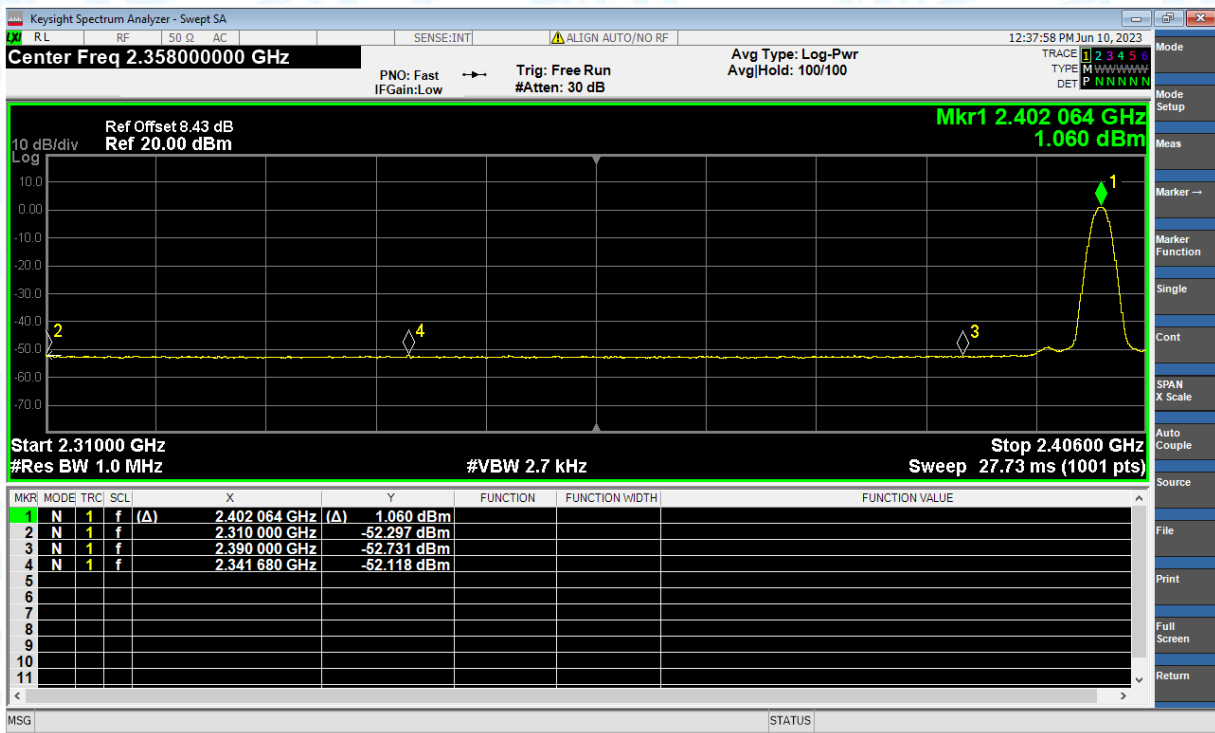 Keysight Spectrum Analyzer - Swept SA
LXI RL RF 50 Ω AC SENSE:INT ALIGN AUTO/NO RF 12:37:58 PM Jun 10, 2023
Center Freq 2.358000000 GHz
PNO: Fast
IFGain:Low
Trig: Free Run
#Atten: 30 dB
Avg Type: Log-Pwr
Avg|Hold: 100/100
TRACE 1 2 3 4 5 6
TYPE M W W W W W
DET P N N N N N
Ref Offset 8.43 dB
10 dB/div Ref 20.00 dBm
Log
Mkr1 2.402 064 GHz
1.060 dBm
10.0
0.00
-10.0
-20.0
-30.0
-40.0
-50.0
-60.0
-70.0
1
2
4
3
Start 2.31000 GHz Stop 2.40600 GHz
#Res BW 1.0 MHz #VBW 2.7 kHz Sweep 27.73 ms (1001 pts)
MKR MODE TRC SCL X Y FUNCTION FUNCTION WIDTH FUNCTION VALUE
1 N 1 f (Δ) 2.402 064 GHz (Δ) 1.060 dBm
2 N 1 f 2.310 000 GHz -52.297 dBm
3 N 1 f 2.390 000 GHz -52.731 dBm
4 N 1 f 2.341 680 GHz -52.118 dBm
5
6
7
8
9
10
11
MSG STATUS
Mode
Mode
Setup
Meas
Marker →
Marker
Function
Single
Cont
SPAN
X Scale
Auto
Couple
Source
File
Print
Full
Screen
Return